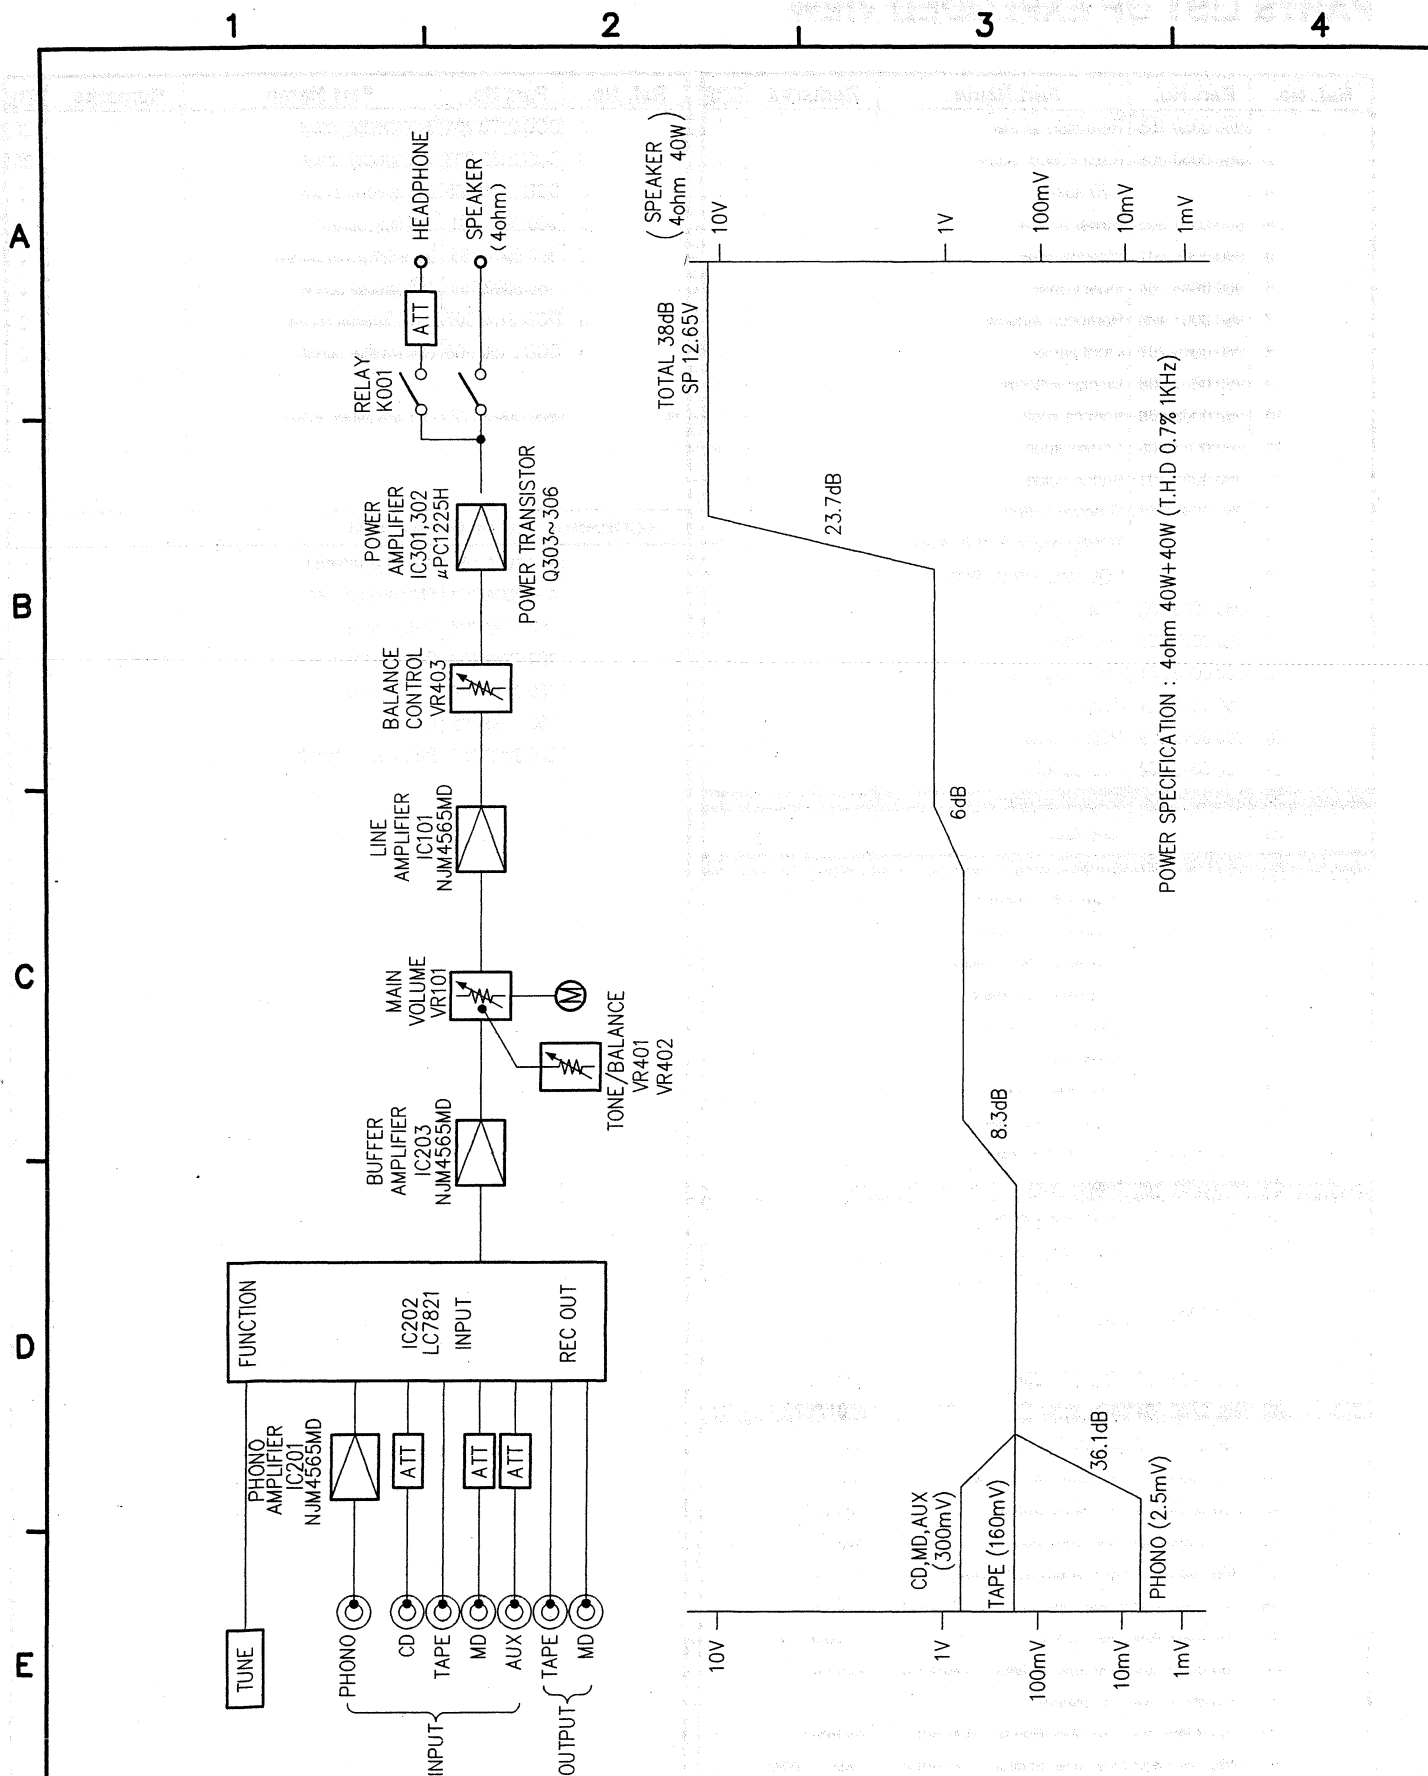 1
2
3
4
A
B
C
D
E
HEADPHONE
SPEAKER
(4ohm)
ATT
RELAY
K001
POWER
AMPLIFIER
IC301,302
µPC1225H
POWER TRANSISTOR
Q303~306
BALANCE
CONTROL
VR403
LINE
AMPLIFIER
IC101
NJM4565MD
MAIN
VOLUME
VR101
M
TONE/BALANCE
VR401
VR402
BUFFER
AMPLIFIER
IC203
NJM4565MD
FUNCTION
IC202
LC7821
INPUT
REC OUT
PHONO
AMPLIFIER
IC201
NJM4565MD
ATT
ATT
ATT
TUNE
PHONO
CD
TAPE
MD
AUX
TAPE
MD
INPUT
OUTPUT
(SPEAKER
4ohm 40W)
10V
1V
100mV
10mV
1mV
TOTAL 38dB
SP 12.65V
23.7dB
6dB
8.3dB
36.1dB
CD,MD,AUX
(300mV)
TAPE (160mV)
PHONO (2.5mV)
10V
1V
100mV
10mV
1mV
POWER SPECIFICATION : 4ohm 40W+40W (T.H.D 0.7% 1KHz)